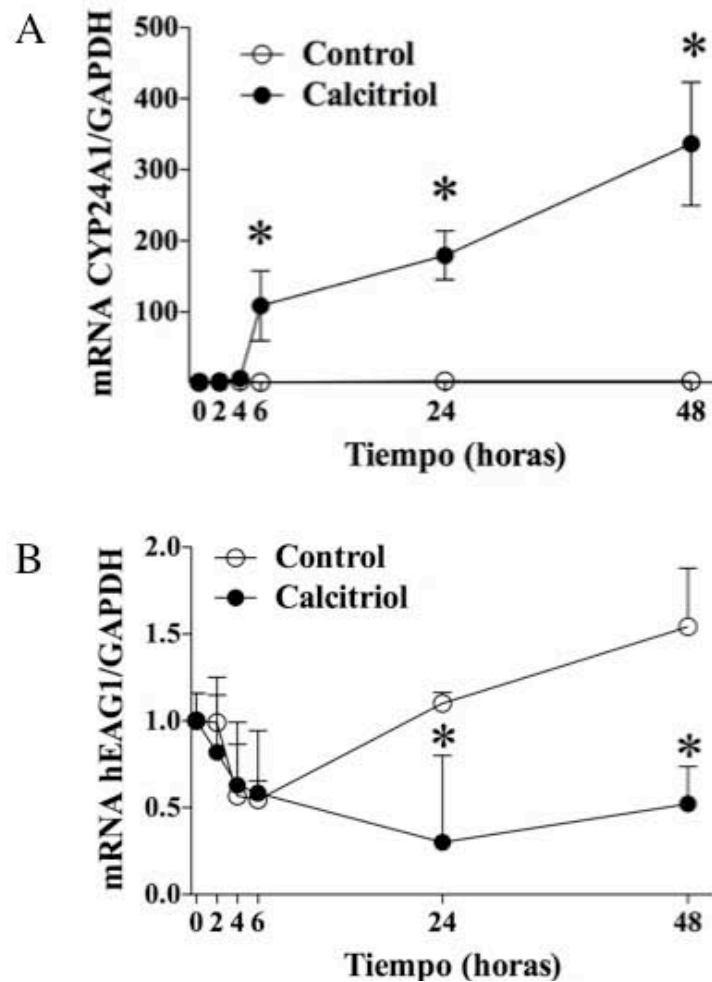 A
mRNA CYP24A1/GAPDH
500
400
300
200
100
Control
Calcitriol
*
*
*
0 2 4 6 24 48
Tiempo (horas)
B
mRNA hEAG1/GAPDH
2.0
1.5
1.0
0.5
0.0
Control
Calcitriol
*
*
0 2 4 6 24 48
Tiempo (horas)